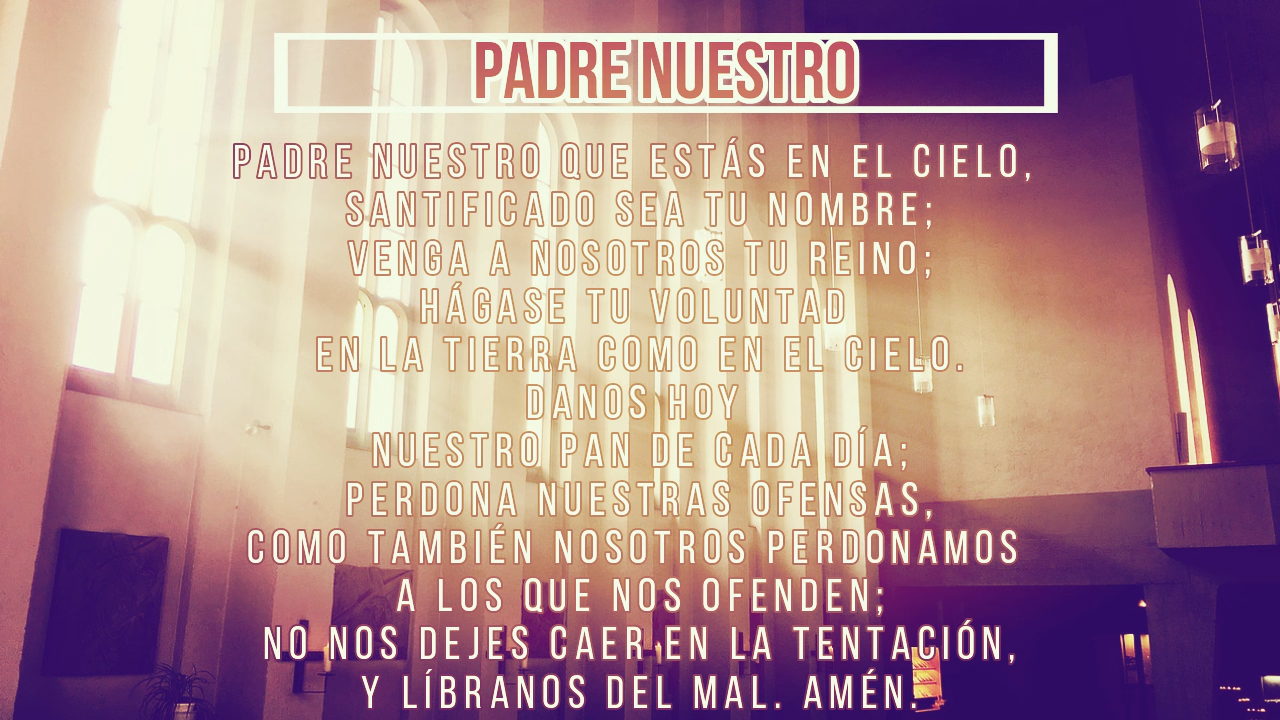 PADRE NUESTRO
PADRE NUESTRO QUE ESTÁS EN EL CIELO,
SANTIFICADO SEA TU NOMBRE;
VENGA A NOSOTROS TU REINO;
HÁGASE TU VOLUNTAD
EN LA TIERRA COMO EN EL CIELO.
DANOS HOY
NUESTRO PAN DE CADA DÍA;
PERDONA NUESTRAS OFENSAS,
COMO TAMBIÉN NOSOTROS PERDONAMOS
A LOS QUE NOS OFENDEN;
NO NOS DEJES CAER EN LA TENTACIÓN,
Y LÍBRANOS DEL MAL. AMÉN.